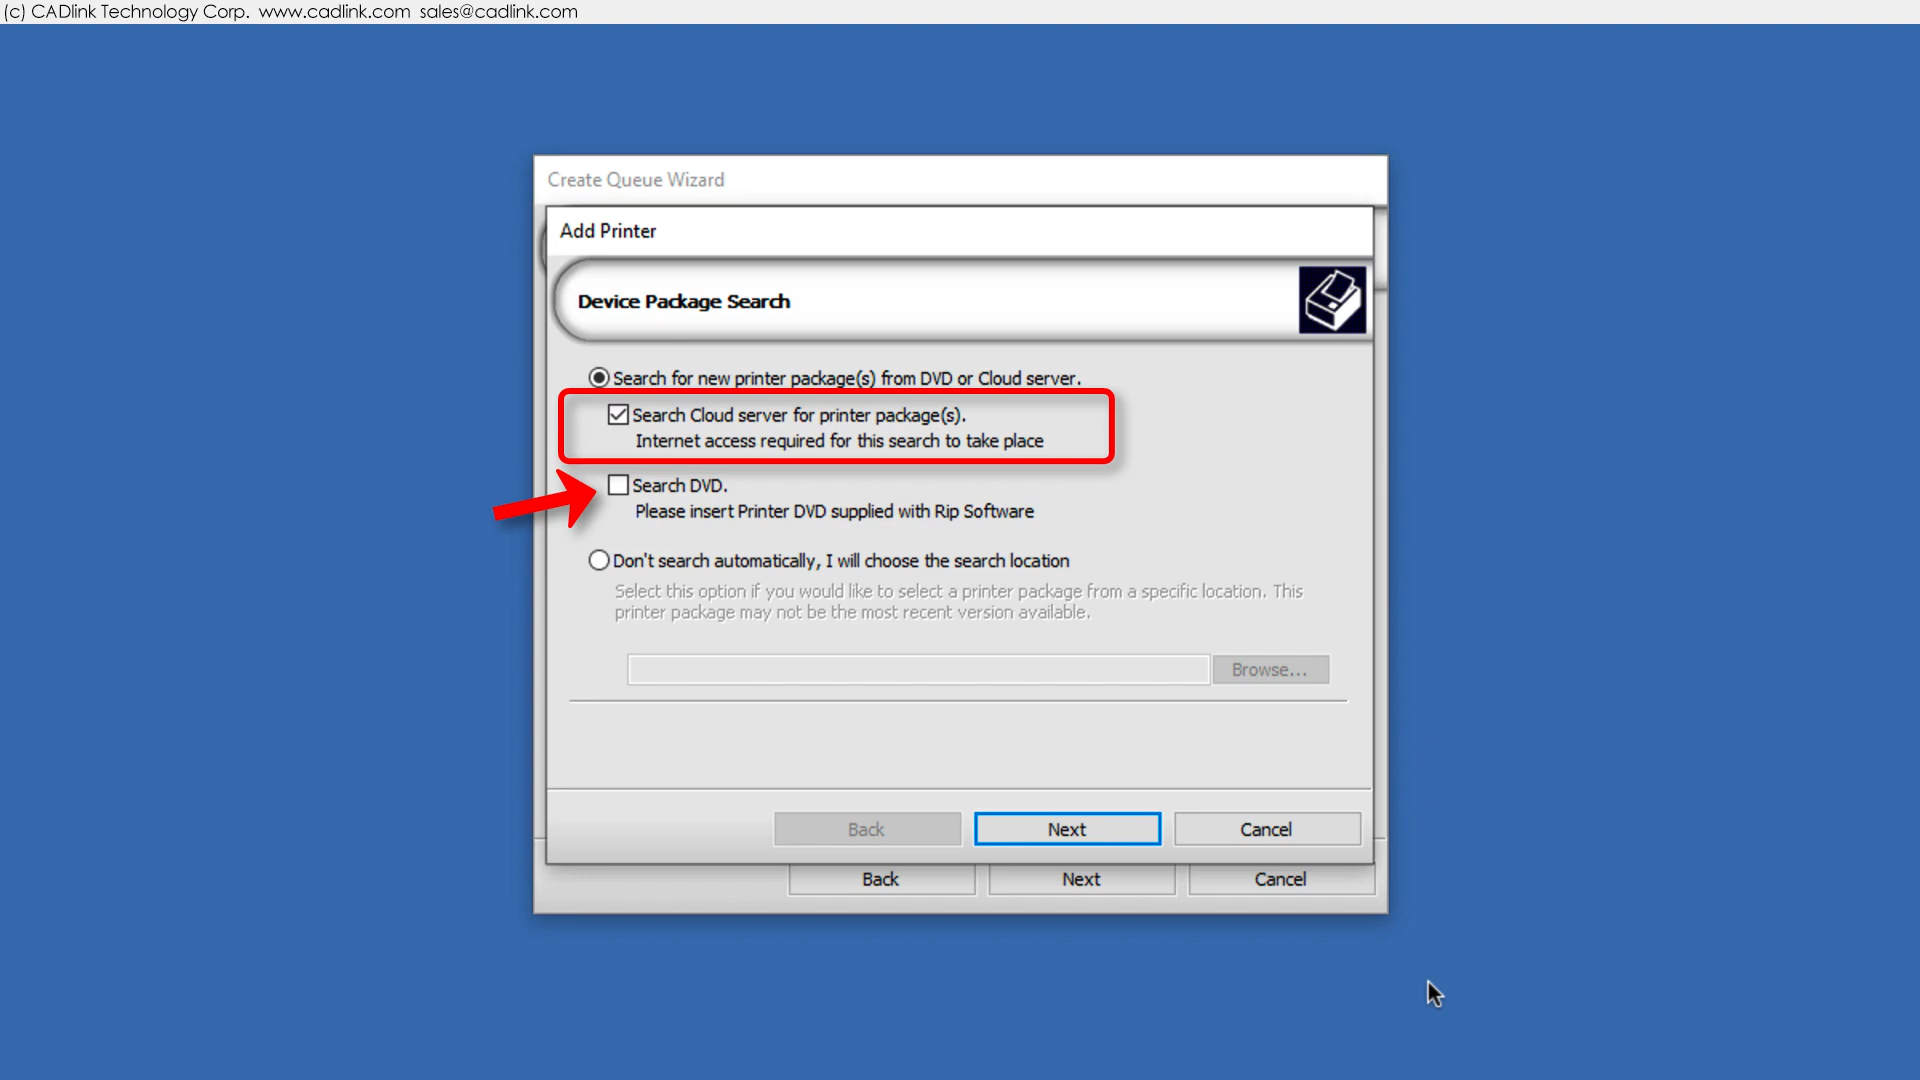 (c) CADlink Technology Corp. www.cadlink.com sales@cadlink.com
Create Queue Wizard
Add Printer
Device Package Search
Search for new printer package(s) from DVD or Cloud server.
Search Cloud server for printer package(s).
Internet access required for this search to take place
Search DVD.
Please insert Printer DVD supplied with Rip Software
Don't search automatically, I will choose the search location
Select this option if you would like to select a printer package from a specific location. This
printer package may not be the most recent version available.
Browse...
Back Next Cancel
Back Next Cancel